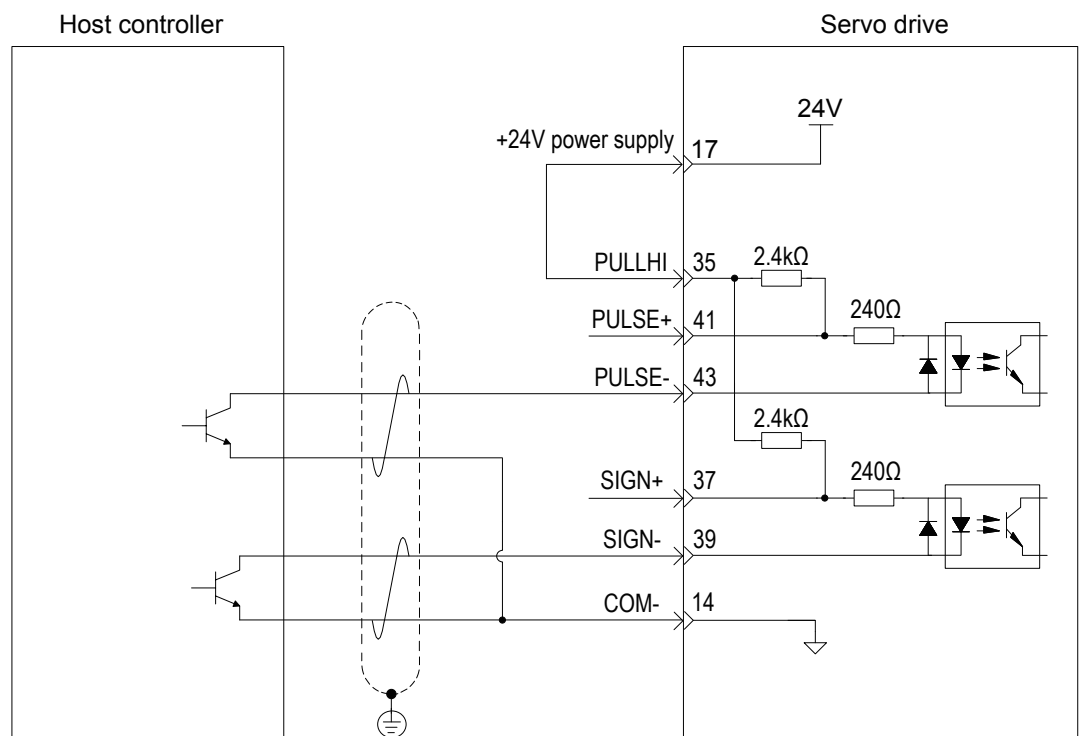 Host controller
Servo drive
24V
+24V power supply
17
PULLHI
35
2.4kΩ
PULSE+
41
240Ω
PULSE-
43
2.4kΩ
SIGN+
37
240Ω
SIGN-
39
COM-
14